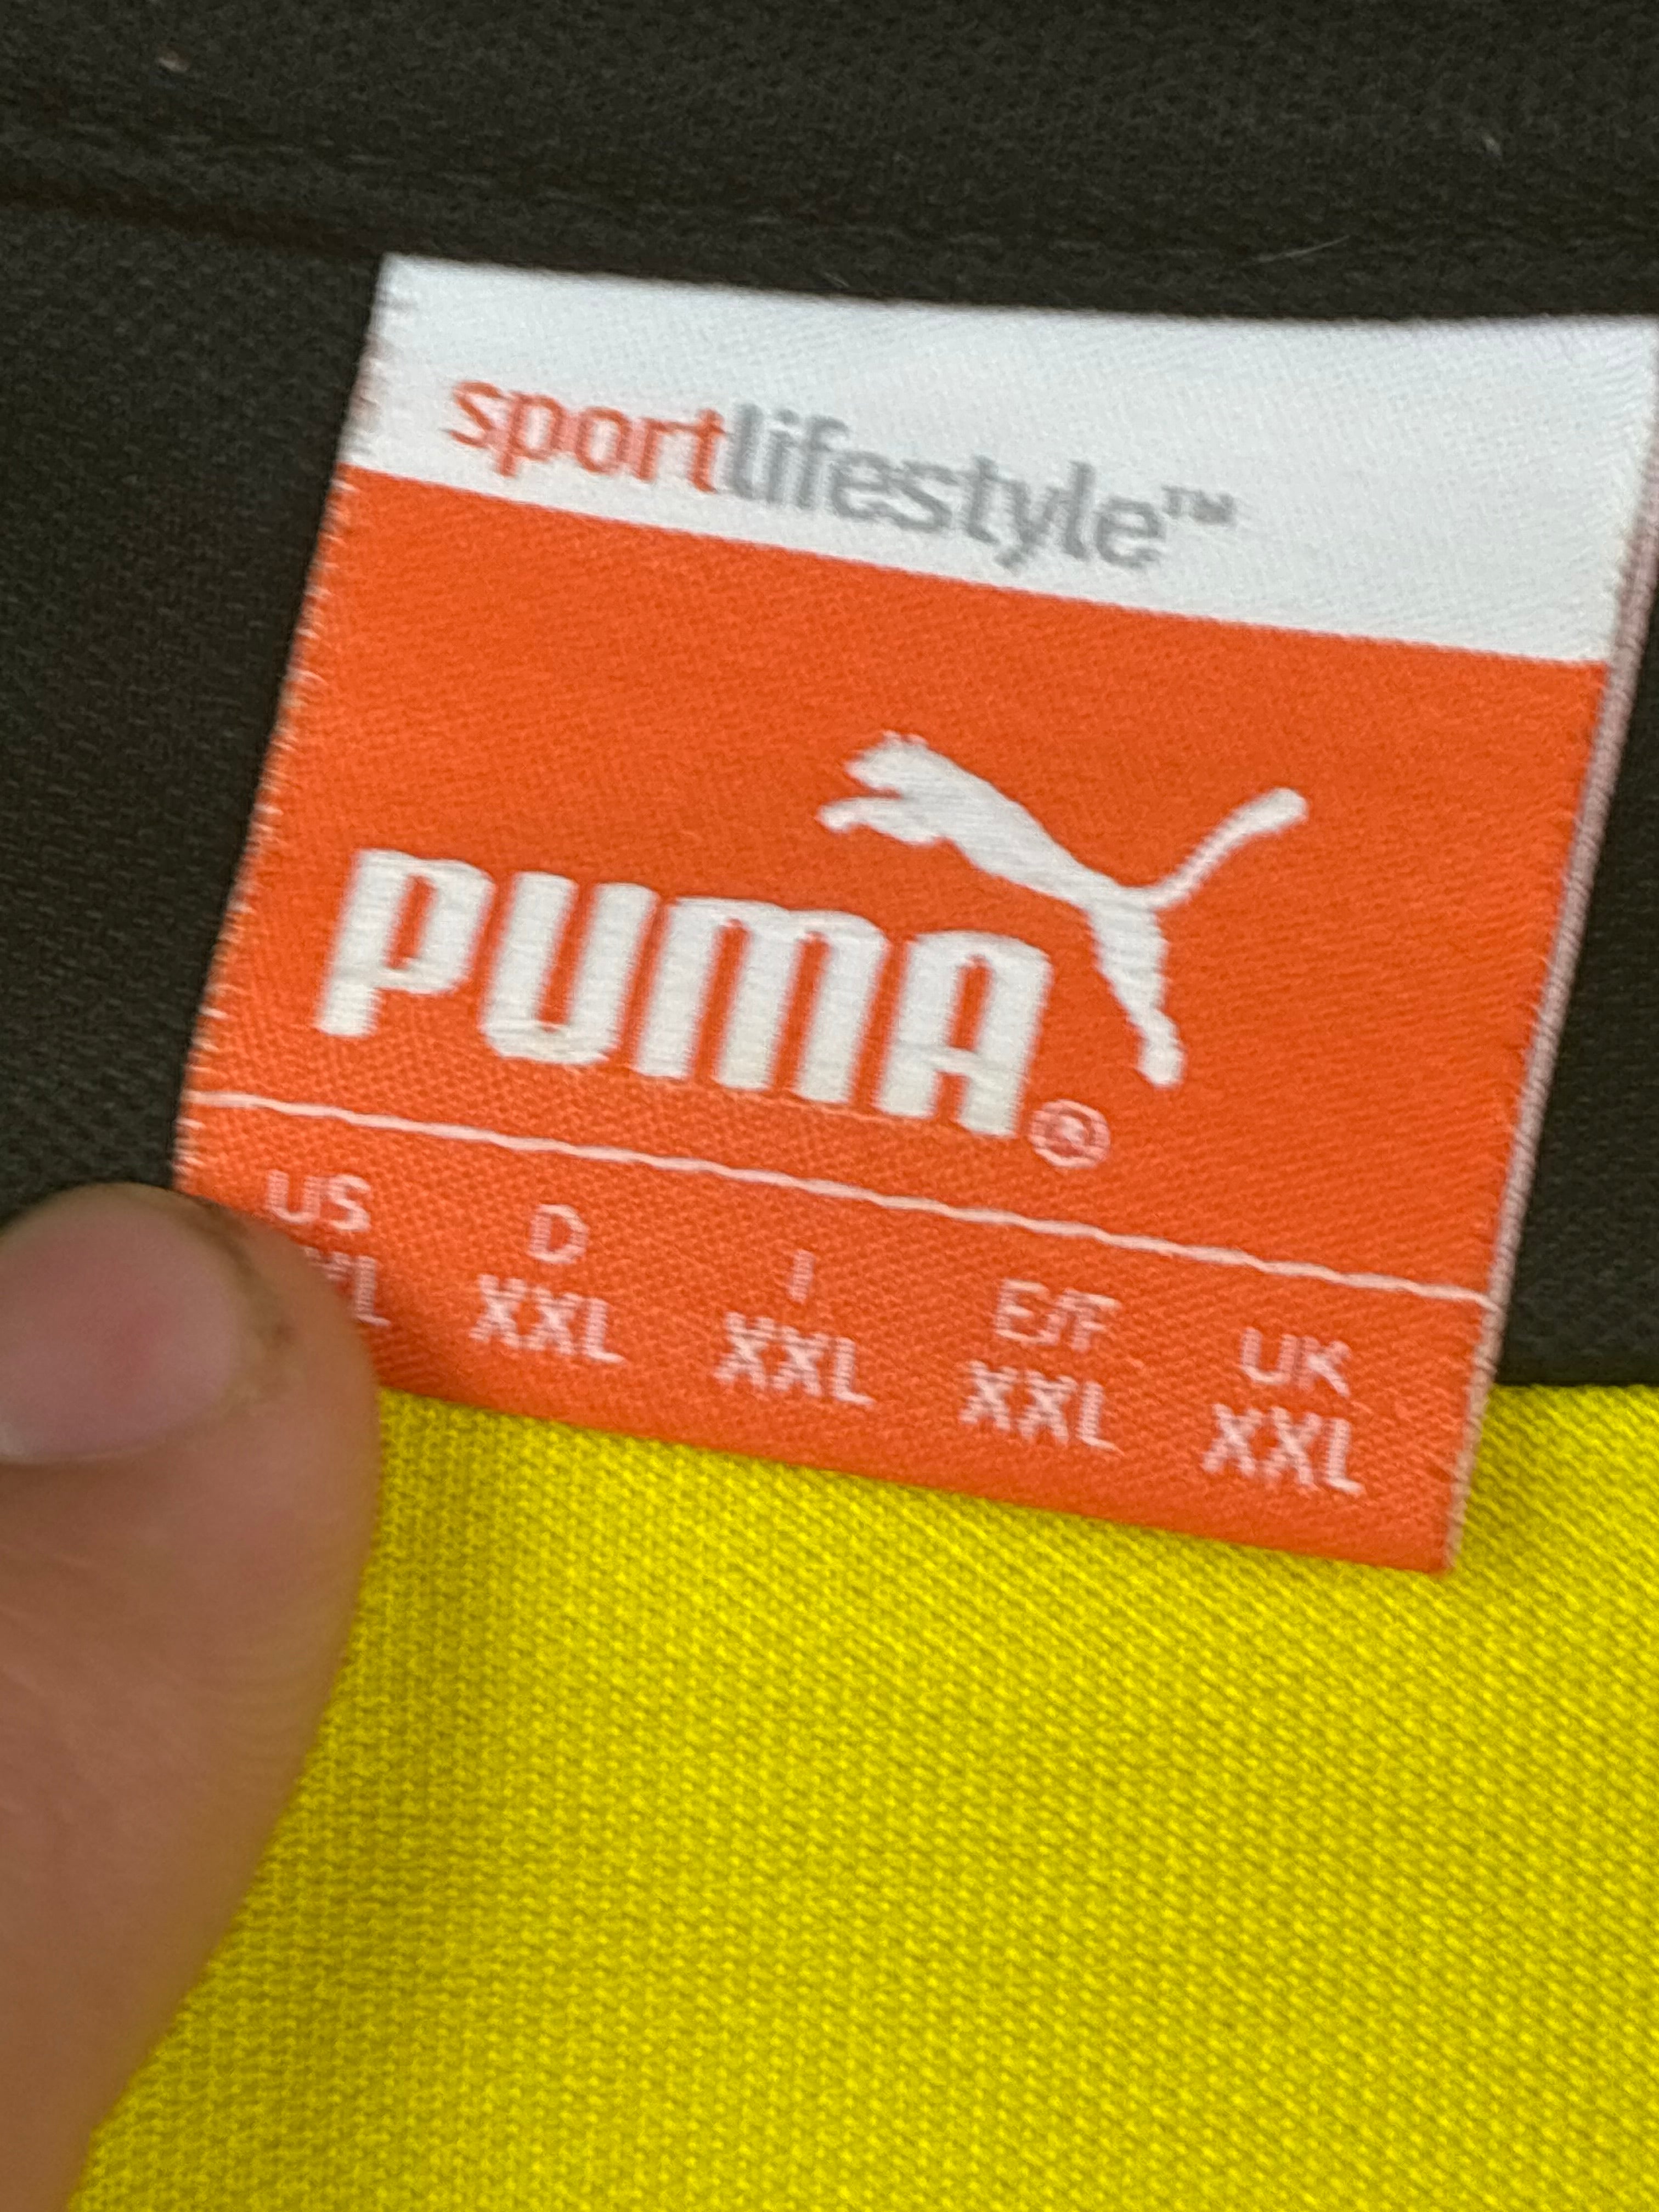 sportlifestyle™
PUMA®
US D I E/F UK
XXL XXL XXL XXL